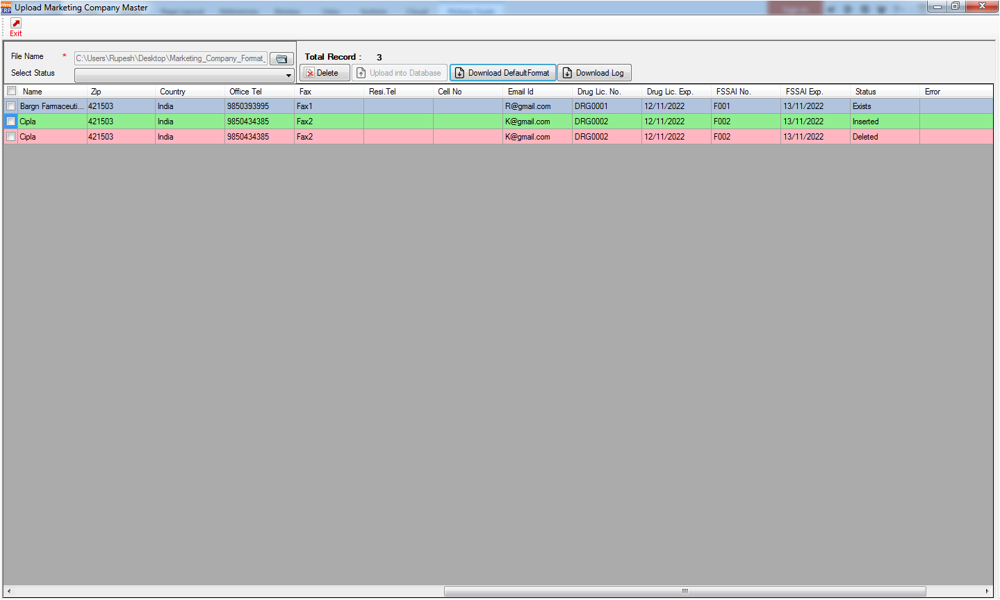 Upload Marketing Company Master
ERP
Exit
File Name * C:\Users\Rupesh\Desktop\Marketing_Company_Format_
Total Record : 3
Select Status
Delete Upload into Database Download DefaultFormat Download Log
Name Zip Country Office Tel Fax Resi.Tel Cell No Email Id Drug Lic. No. Drug Lic. Exp. FSSAI No. FSSAI Exp. Status Error
Bargn Farmaceuti... 421503 India 9850393995 Fax1 R@gmail.com DRG0001 12/11/2022 F001 13/11/2022 Exists
Cipla 421503 India 9850434385 Fax2 K@gmail.com DRG0002 12/11/2022 F002 13/11/2022 Inserted
Cipla 421503 India 9850434385 Fax2 K@gmail.com DRG0002 12/11/2022 F002 13/11/2022 Deleted